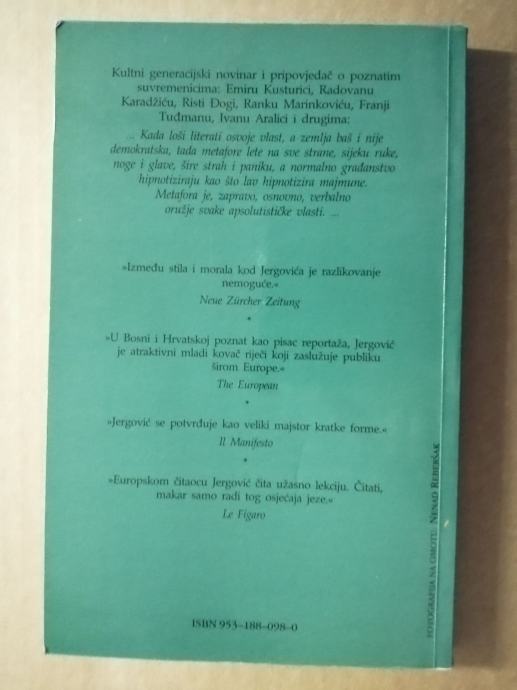 Kultni generacijski novinar i pripovjedač o poznatim
suvremenicima: Emiru Kusturici, Radovanu
Karadžiću, Risti Đogi, Ranku Marinkoviću, Franji
Tuđmanu, Ivanu Aralici i drugima:
... Kada loši literati osvoje vlast, a zemlja baš i nije
demokratska, tada metafore lete na sve strane, sijeku ruke,
noge i glave, šire strah i paniku, a normalno građanstvo
hipnotiziraju kao što lav hipnotizira majmune.
Metafora je, zapravo, osnovno, verbalno
oružje svake apsolutističke vlasti. ...
»Između stila i morala kod Jergovića je razlikovanje
nemoguće.«
Neue Zürcher Zeitung
*
»U Bosni i Hrvatskoj poznat kao pisac reportaža, Jergović
je atraktivni mladi kovač riječi koji zaslužuje publiku
širom Europe.«
The European
*
»Jergović se potvrđuje kao veliki majstor kratke forme.«
Il Manifesto
*
»Europskom čitaocu Jergović čita užasno lekciju. Čitati,
makar samo radi tog osjećaja jeze.«
Le Figaro
ISBN 953-188-098-0
FOTOGRAFIJA NA OMOTU: NENAD REBERŠAK